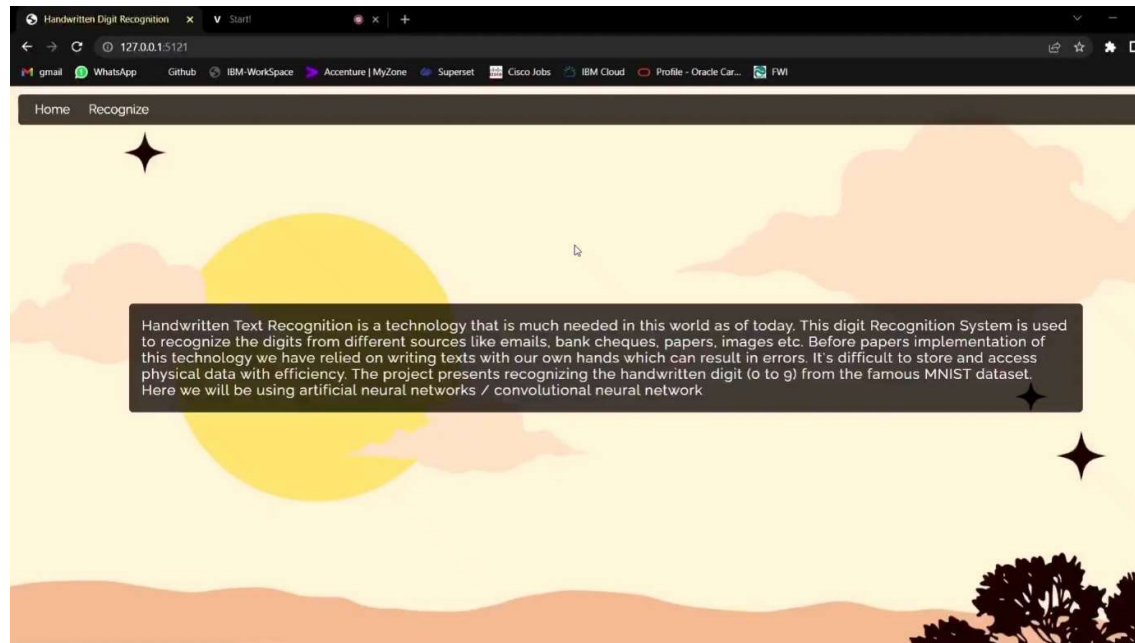 Handwritten Digit Recognition
Start!
127.0.0.1:5121
gmail WhatsApp Github IBM-WorkSpace Accenture | MyZone Superset Cisco Jobs IBM Cloud Profile - Oracle Car... FWI
Home Recognize
Handwritten Text Recognition is a technology that is much needed in this world as of today. This digit Recognition System is used
to recognize the digits from different sources like emails, bank cheques, papers, images etc. Before papers implementation of
this technology we have relied on writing texts with our own hands which can result in errors. It's difficult to store and access
physical data with efficiency. The project presents recognizing the handwritten digit (0 to 9) from the famous MNIST dataset.
Here we will be using artificial neural networks / convolutional neural network